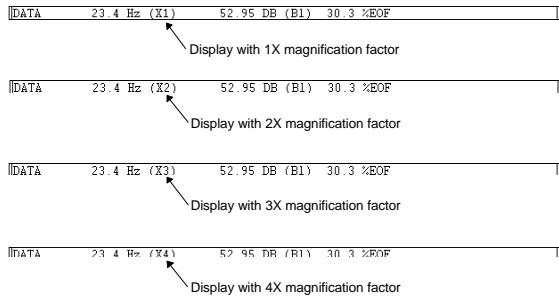 DATA 23.4 Hz (X1) 52.95 DB (B1) 30.3 %EOF
Display with 1X magnification factor
DATA 23.4 Hz (X2) 52.95 DB (B1) 30.3 %EOF
Display with 2X magnification factor
DATA 23.4 Hz (X3) 52.95 DB (B1) 30.3 %EOF
Display with 3X magnification factor
DATA 23.4 Hz (X4) 52.95 DB (B1) 30.3 %EOF
Display with 4X magnification factor